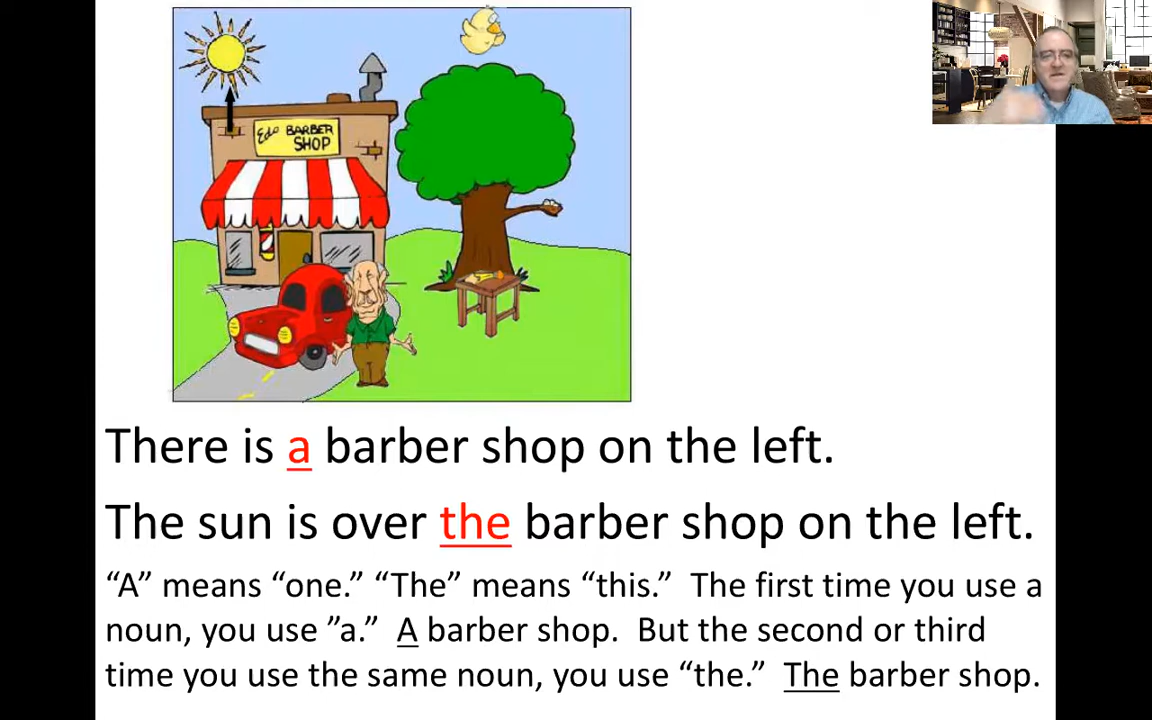 Eds BARBER
SHOP
There is a barber shop on the left.
The sun is over the barber shop on the left.
“A” means “one.” “The” means “this.” The first time you use a
noun, you use ”a.” A barber shop. But the second or third
time you use the same noun, you use “the.” The barber shop.